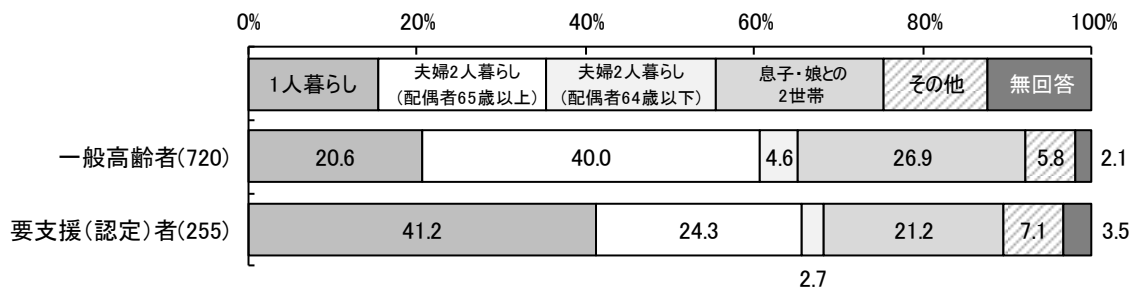 0% 20% 40% 60% 80% 100%
1人暮らし 夫婦2人暮らし(配偶者65歳以上) 夫婦2人暮らし(配偶者64歳以下) 息子・娘との2世帯 その他 無回答
一般高齢者(720) 20.6 40.0 4.6 26.9 5.8 2.1
要支援(認定)者(255) 41.2 24.3 21.2 7.1 3.5
2.7